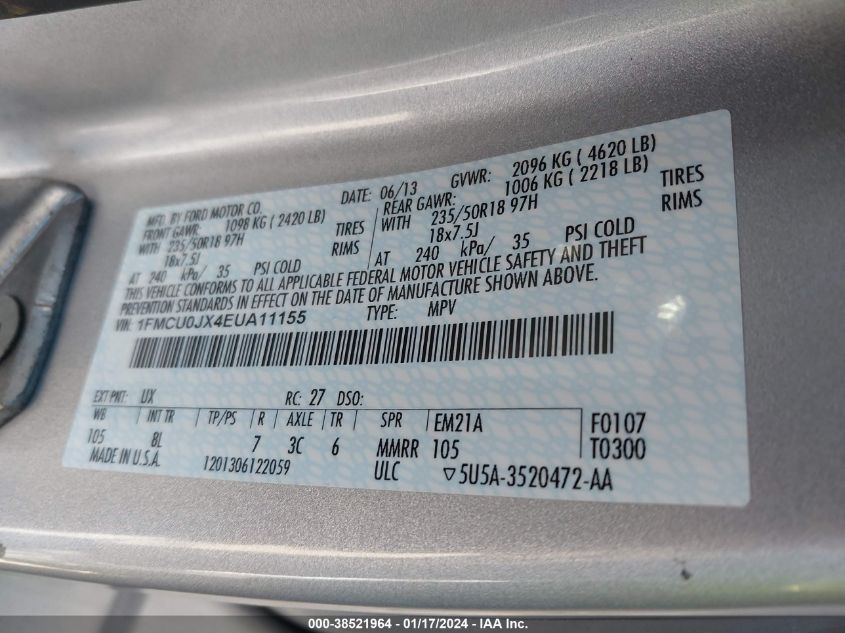 MFD. BY FORD MOTOR CO.
DATE: 06/13 GVWR: 2096 KG ( 4620 LB)
FRONT GAWR: 1098 KG ( 2420 LB)
REAR GAWR: 1006 KG ( 2218 LB)
WITH 235/50R18 97H TIRES
WITH 235/50R18 97H TIRES
18x7.5J RIMS
18x7.5J RIMS
AT 240 kPa/ 35 PSI COLD
AT 240 kPa/ 35 PSI COLD
THIS VEHICLE CONFORMS TO ALL APPLICABLE FEDERAL MOTOR VEHICLE SAFETY AND THEFT
PREVENTION STANDARDS IN EFFECT ON THE DATE OF MANUFACTURE SHOWN ABOVE.
VIN: 1FMCU0JX4EUA11155 TYPE: MPV
EXT PNT: UX RC: 27 DSO:
WB INT TR TP/PS R AXLE TR SPR EM21A F0107
105 8L 7 3C 6 MMRR 105 T0300
MADE IN U.S.A. 1201306122059 ULC ▽5U5A-3520472-AA
000-38521964 - 01/17/2024 - IAA Inc.